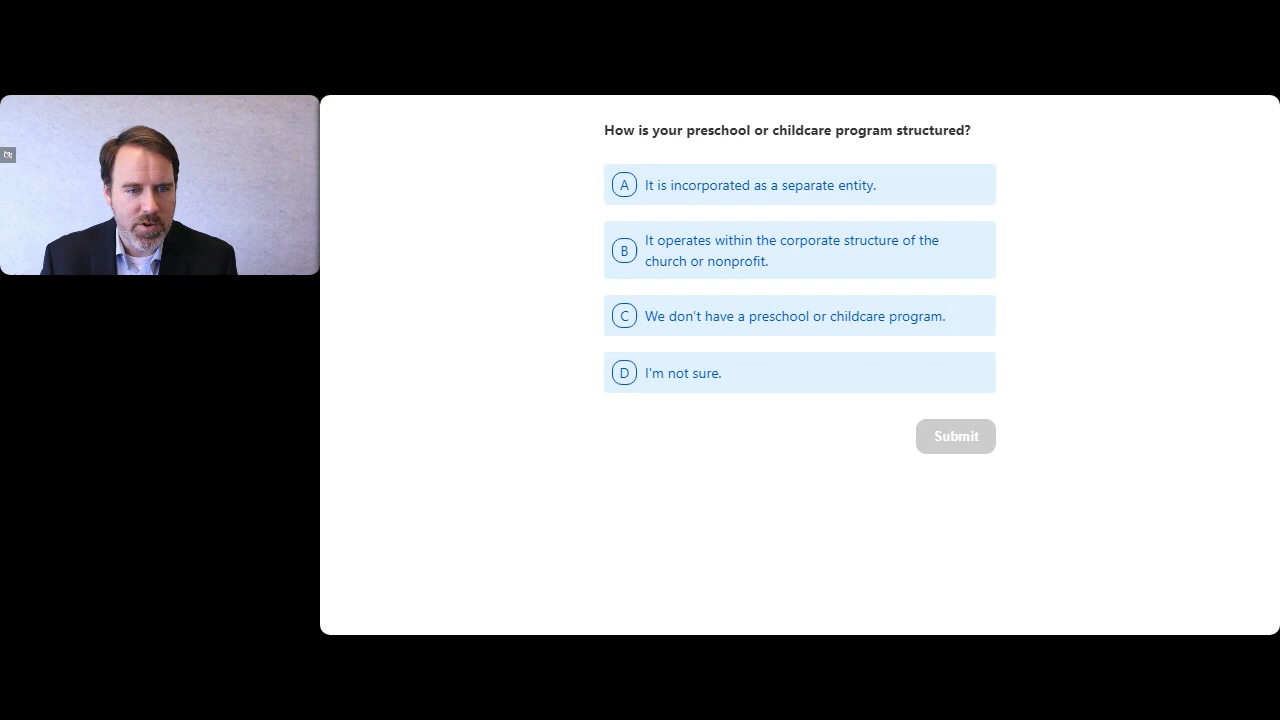 How is your preschool or childcare program structured?
A It is incorporated as a separate entity.
B It operates within the corporate structure of the
church or nonprofit.
C We don’t have a preschool or childcare program.
D I'm not sure.
Submit